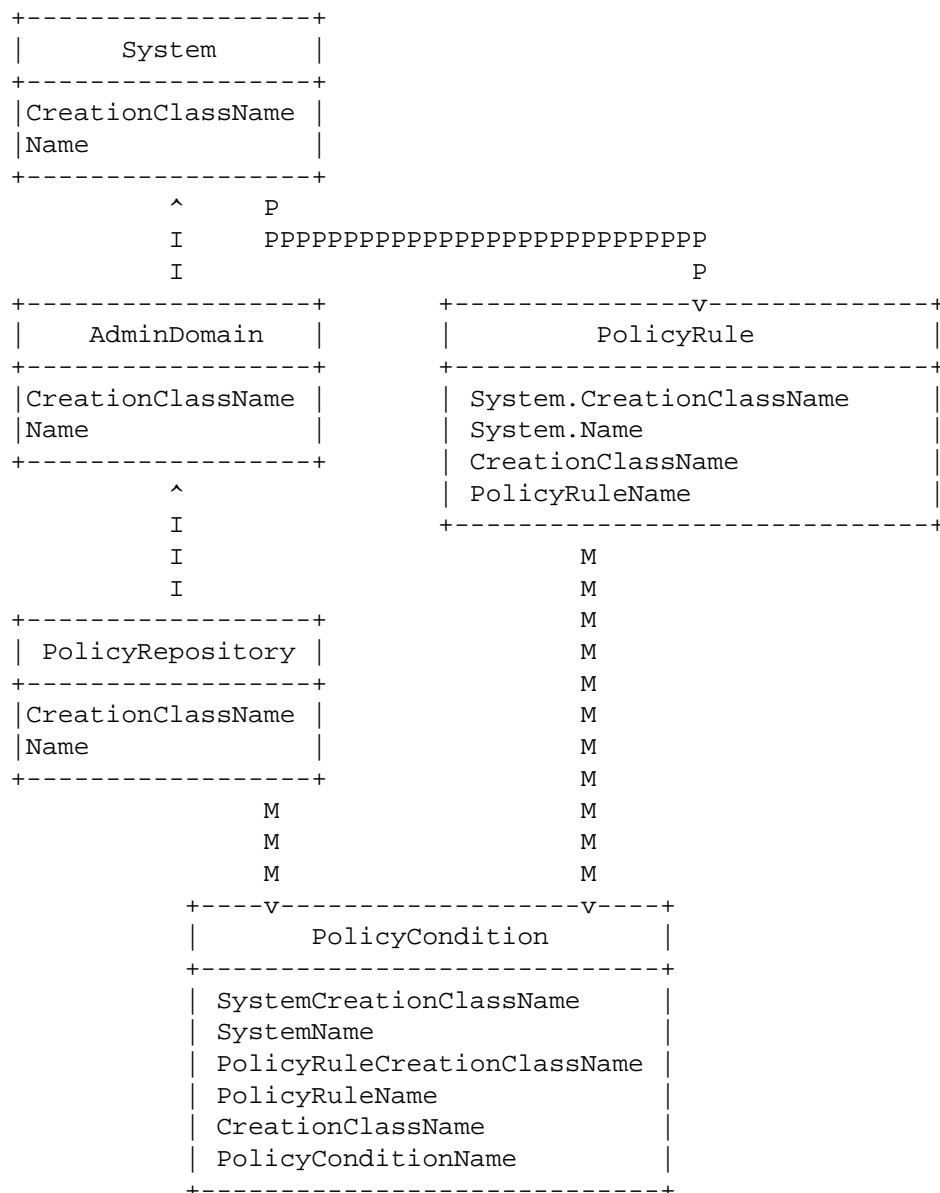 +------------------+
|      System      |
+------------------+
|CreationClassName |
|Name              |
+------------------+
          ^     P
          I     PPPPPPPPPPPPPPPPPPPPPPPPPPPP
          I                                P
+------------------+       +---------------v--------------+
|    AdminDomain   |       |         PolicyRule           |
+------------------+       +------------------------------+
|CreationClassName |       | System.CreationClassName     |
|Name              |       | System.Name                  |
+------------------+       | CreationClassName            |
          ^                | PolicyRuleName               |
          I                +------------------------------+
          I                         M
          I                         M
+------------------+                M
| PolicyRepository |                M
+------------------+                M
|CreationClassName |                M
|Name              |                M
+------------------+                M
                M                   M
                M                   M
                M                   M
           +----v-------------------v----+
           |       PolicyCondition       |
           +-----------------------------+
           | SystemCreationClassName     |
           | SystemName                  |
           | PolicyRuleCreationClassName |
           | PolicyRuleName              |
           | CreationClassName           |
           | PolicyConditionName         |
           +-----------------------------+